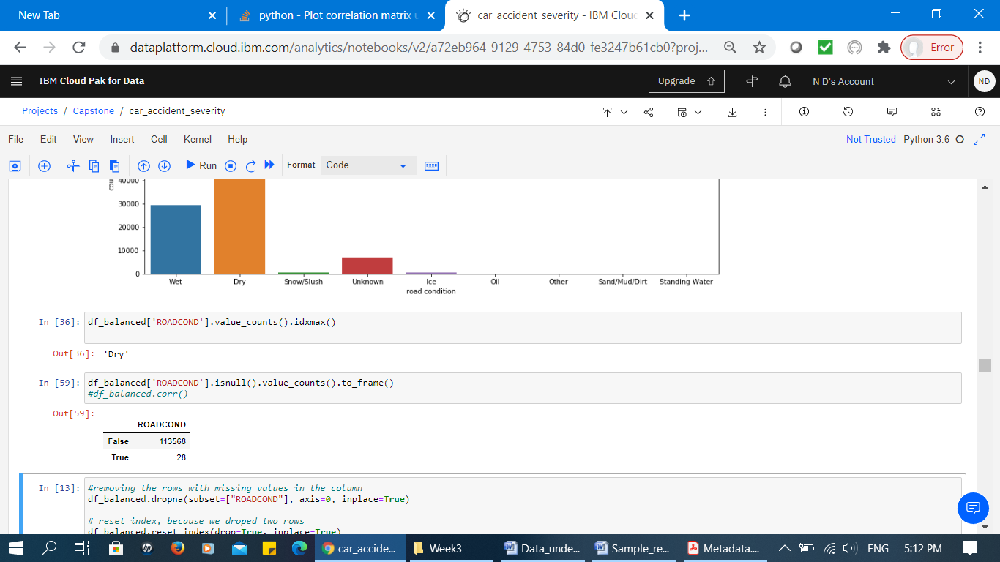 New Tab
python - Plot correlation matrix u
car_accident_severity - IBM Cloud
dataplatform.cloud.ibm.com/analytics/notebooks/v2/a72eb964-9129-4753-84d0-fe3247b61cb0?proj...
Error
IBM Cloud Pak for Data
Upgrade
N D's Account
ND
Projects / Capstone / car_accident_severity
File Edit View Insert Cell Kernel Help
Not Trusted | Python 3.6
Run
Format
Code
cou
40000
30000
20000
10000
0
Wet Dry Snow/Slush Unknown Ice Oil Other Sand/Mud/Dirt Standing Water
road condition
In [36]: df_balanced['ROADCOND'].value_counts().idxmax()
Out[36]: 'Dry'
In [59]: df_balanced['ROADCOND'].isnull().value_counts().to_frame()
#df_balanced.corr()
Out[59]:
ROADCOND
False 113568
True 28
In [13]: #removing the rows with missing values in the column
df_balanced.dropna(subset=["ROADCOND"], axis=0, inplace=True)
# reset index, because we droped two rows
df_balanced.reset_index(drop=True, inplace=True)
hp
car_accide...
Week3
Data_unde...
Sample_re...
Metadata....
ENG
5:12 PM